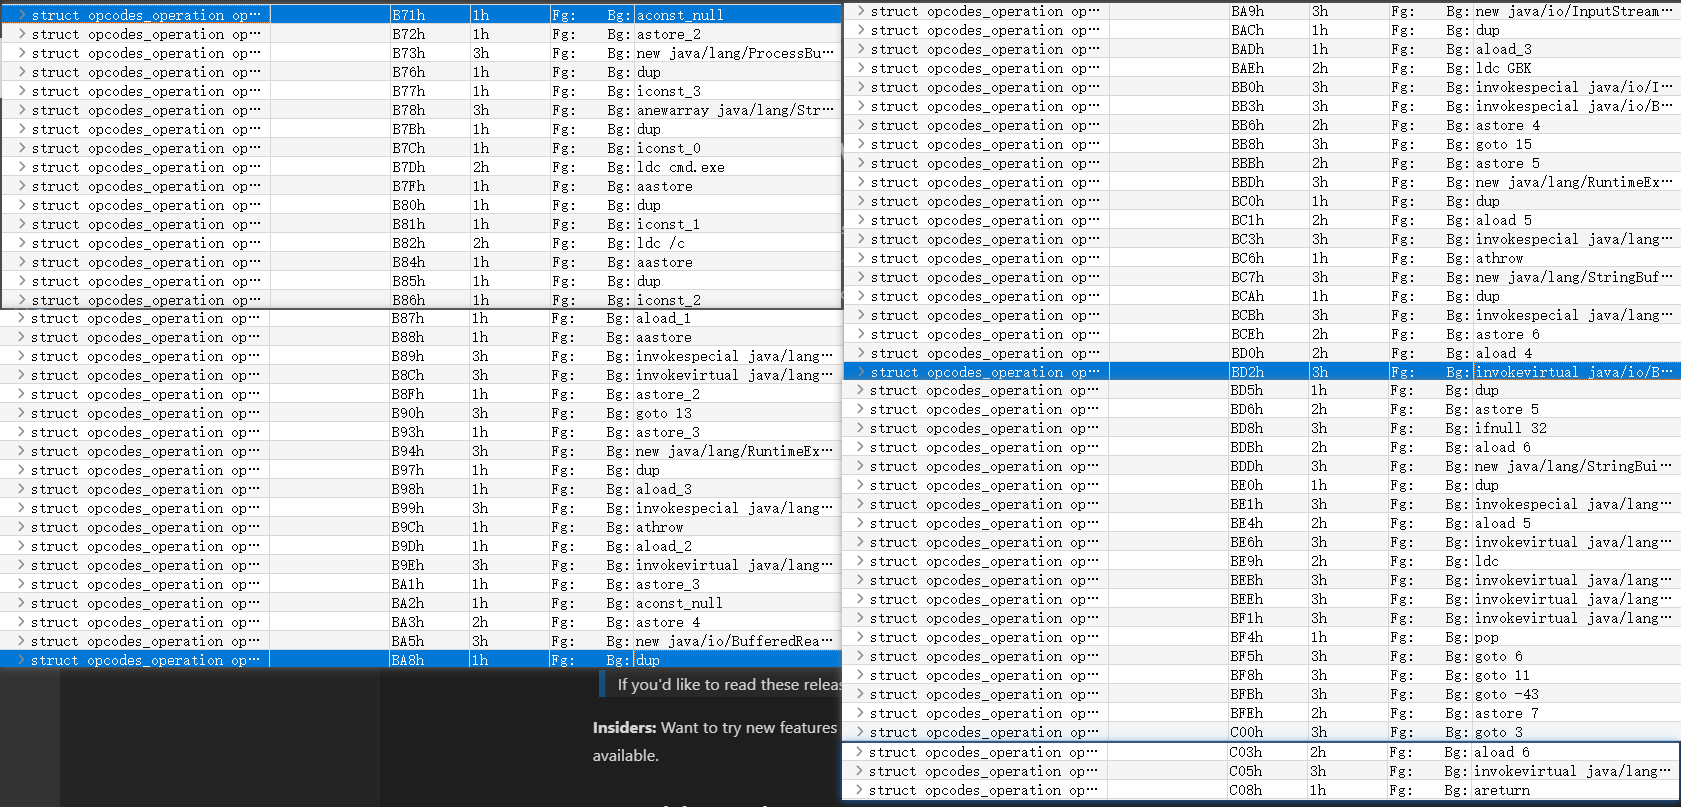 struct opcodes_operation op··· B71h 1h Fg: Bg: aconst_null
struct opcodes_operation op··· B72h 1h Fg: Bg: astore_2
struct opcodes_operation op··· B73h 3h Fg: Bg: new java/lang/ProcessBu···
struct opcodes_operation op··· B76h 1h Fg: Bg: dup
struct opcodes_operation op··· B77h 1h Fg: Bg: iconst_3
struct opcodes_operation op··· B78h 3h Fg: Bg: anewarray java/lang/Str···
struct opcodes_operation op··· B7Bh 1h Fg: Bg: dup
struct opcodes_operation op··· B7Ch 1h Fg: Bg: iconst_0
struct opcodes_operation op··· B7Dh 2h Fg: Bg: ldc cmd.exe
struct opcodes_operation op··· B7Fh 1h Fg: Bg: aastore
struct opcodes_operation op··· B80h 1h Fg: Bg: dup
struct opcodes_operation op··· B81h 1h Fg: Bg: iconst_1
struct opcodes_operation op··· B82h 2h Fg: Bg: ldc /c
struct opcodes_operation op··· B84h 1h Fg: Bg: aastore
struct opcodes_operation op··· B85h 1h Fg: Bg: dup
struct opcodes_operation op··· B86h 1h Fg: Bg: iconst_2
struct opcodes_operation op··· B87h 1h Fg: Bg: aload_1
struct opcodes_operation op··· B88h 1h Fg: Bg: aastore
struct opcodes_operation op··· B89h 3h Fg: Bg: invokespecial java/lang···
struct opcodes_operation op··· B8Ch 3h Fg: Bg: invokevirtual java/lang···
struct opcodes_operation op··· B8Fh 1h Fg: Bg: astore_2
struct opcodes_operation op··· B90h 3h Fg: Bg: goto 13
struct opcodes_operation op··· B93h 1h Fg: Bg: astore_3
struct opcodes_operation op··· B94h 3h Fg: Bg: new java/lang/RuntimeEx···
struct opcodes_operation op··· B97h 1h Fg: Bg: dup
struct opcodes_operation op··· B98h 1h Fg: Bg: aload_3
struct opcodes_operation op··· B99h 3h Fg: Bg: invokespecial java/lang···
struct opcodes_operation op··· B9Ch 1h Fg: Bg: athrow
struct opcodes_operation op··· B9Dh 1h Fg: Bg: aload_2
struct opcodes_operation op··· B9Eh 3h Fg: Bg: invokevirtual java/lang···
struct opcodes_operation op··· BA1h 1h Fg: Bg: astore_3
struct opcodes_operation op··· BA2h 1h Fg: Bg: aconst_null
struct opcodes_operation op··· BA3h 2h Fg: Bg: astore 4
struct opcodes_operation op··· BA5h 3h Fg: Bg: new java/io/BufferedRea···
struct opcodes_operation op··· BA8h 1h Fg: Bg: dup
If you'd like to read these relea
Insiders: Want to try new features
available.
struct opcodes_operation op··· BA9h 3h Fg: Bg: new java/io/InputStream···
struct opcodes_operation op··· BACh 1h Fg: Bg: dup
struct opcodes_operation op··· BADh 1h Fg: Bg: aload_3
struct opcodes_operation op··· BAEh 2h Fg: Bg: ldc GBK
struct opcodes_operation op··· BB0h 3h Fg: Bg: invokespecial java/io/I···
struct opcodes_operation op··· BB3h 3h Fg: Bg: invokespecial java/io/B···
struct opcodes_operation op··· BB6h 2h Fg: Bg: astore 4
struct opcodes_operation op··· BB8h 3h Fg: Bg: goto 15
struct opcodes_operation op··· BBBh 2h Fg: Bg: astore 5
struct opcodes_operation op··· BBDh 3h Fg: Bg: new java/lang/RuntimeEx···
struct opcodes_operation op··· BC0h 1h Fg: Bg: dup
struct opcodes_operation op··· BC1h 2h Fg: Bg: aload 5
struct opcodes_operation op··· BC3h 3h Fg: Bg: invokespecial java/lang···
struct opcodes_operation op··· BC6h 1h Fg: Bg: athrow
struct opcodes_operation op··· BC7h 3h Fg: Bg: new java/lang/StringBuf···
struct opcodes_operation op··· BCAh 1h Fg: Bg: dup
struct opcodes_operation op··· BCBh 3h Fg: Bg: invokespecial java/lang···
struct opcodes_operation op··· BCEh 2h Fg: Bg: astore 6
struct opcodes_operation op··· BD0h 2h Fg: Bg: aload 4
struct opcodes_operation op··· BD2h 3h Fg: Bg: invokevirtual java/io/B···
struct opcodes_operation op··· BD5h 1h Fg: Bg: dup
struct opcodes_operation op··· BD6h 2h Fg: Bg: astore 5
struct opcodes_operation op··· BD8h 3h Fg: Bg: ifnull 32
struct opcodes_operation op··· BDBh 2h Fg: Bg: aload 6
struct opcodes_operation op··· BDDh 3h Fg: Bg: new java/lang/StringBui···
struct opcodes_operation op··· BE0h 1h Fg: Bg: dup
struct opcodes_operation op··· BE1h 3h Fg: Bg: invokespecial java/lang···
struct opcodes_operation op··· BE4h 2h Fg: Bg: aload 5
struct opcodes_operation op··· BE6h 3h Fg: Bg: invokevirtual java/lang···
struct opcodes_operation op··· BE9h 2h Fg: Bg: ldc
struct opcodes_operation op··· BEBh 3h Fg: Bg: invokevirtual java/lang···
struct opcodes_operation op··· BEEh 3h Fg: Bg: invokevirtual java/lang···
struct opcodes_operation op··· BF1h 3h Fg: Bg: invokevirtual java/lang···
struct opcodes_operation op··· BF4h 1h Fg: Bg: pop
struct opcodes_operation op··· BF5h 3h Fg: Bg: goto 6
struct opcodes_operation op··· BF8h 3h Fg: Bg: goto 11
struct opcodes_operation op··· BFBh 3h Fg: Bg: goto -43
struct opcodes_operation op··· BFEh 2h Fg: Bg: astore 7
struct opcodes_operation op··· C00h 3h Fg: Bg: goto 3
struct opcodes_operation op··· C03h 2h Fg: Bg: aload 6
struct opcodes_operation op··· C05h 3h Fg: Bg: invokevirtual java/lang···
struct opcodes_operation op··· C08h 1h Fg: Bg: areturn